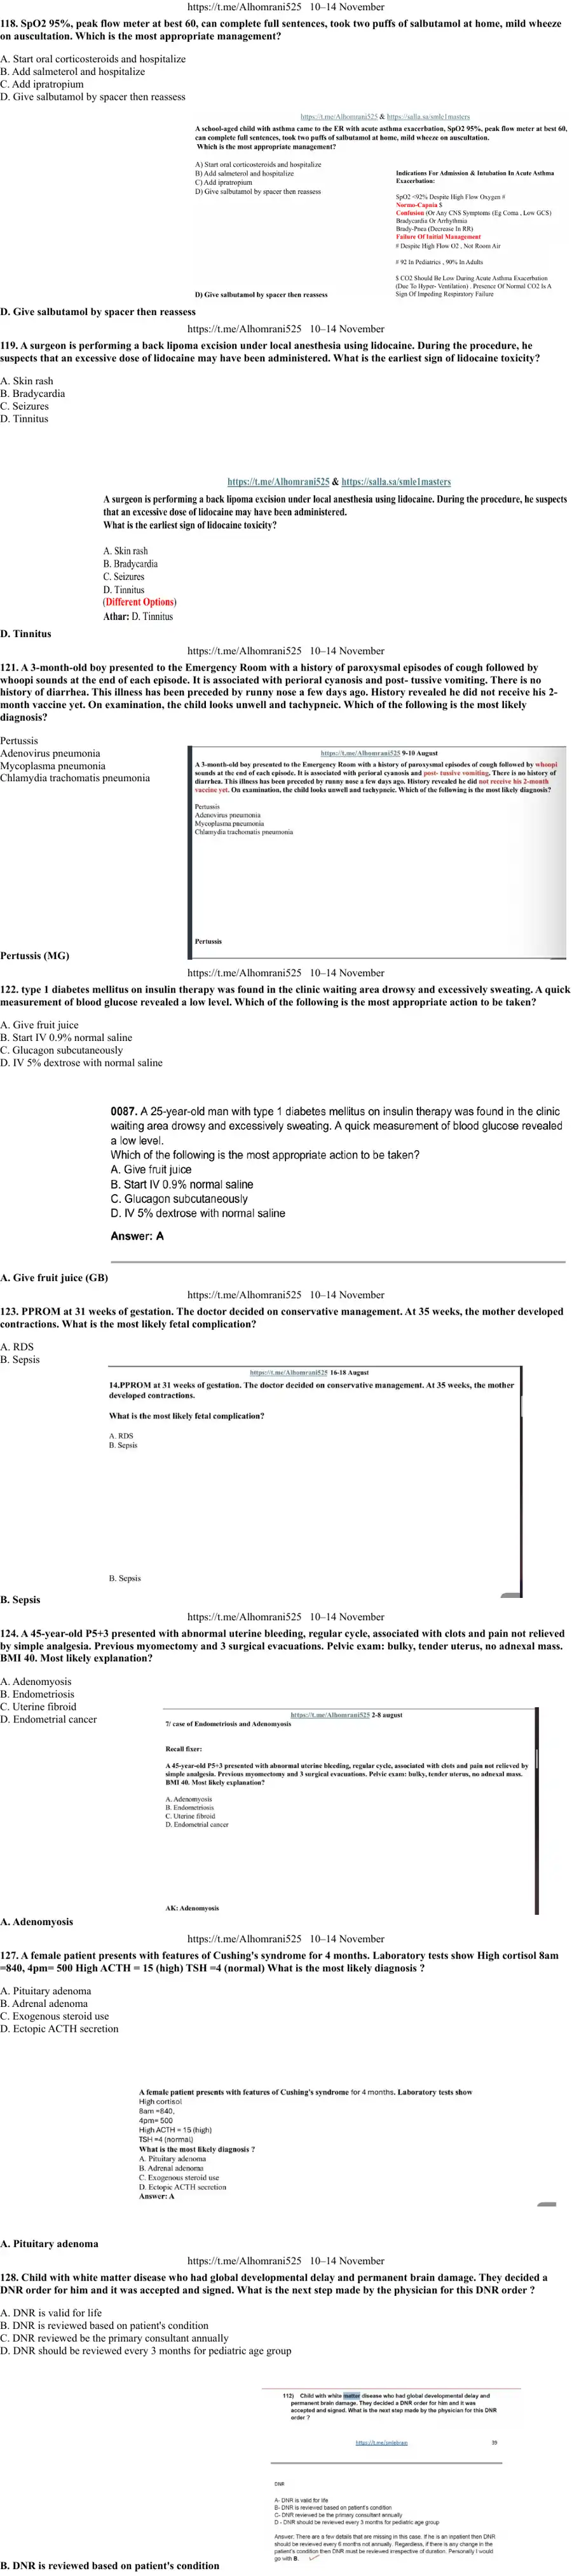 https://t.me/Alhomrani525 10–14 November
118. SpO2 95%, peak flow meter at best 60, can complete full sentences, took two puffs of salbutamol at home, mild wheeze
on auscultation. Which is the most appropriate management?
A. Start oral corticosteroids and hospitalize
B. Add salmeterol and hospitalize
C. Add ipratropium
D. Give salbutamol by spacer then reassess
https://t.me/Alhomrani525 & https://salla.sa/smle1masters
A school-aged child with asthma came to the ER with acute asthma exacerbation, SpO2 95%, peak flow meter at best 60,
can complete full sentences, took two puffs of salbutamol at home, mild wheeze on auscultation.
Which is the most appropriate management?
A) Start oral corticosteroids and hospitalize
B) Add salmeterol and hospitalize
C) Add ipratropium
D) Give salbutamol by spacer then reassess
Indications For Admission & Intubation In Acute Asthma
Exacerbation:
SpO2 <92% Despite High Flow Oxygen #
Normo-Capnia $
Confusion (Or Any CNS Symptoms (Eg Coma , Low GCS)
Bradycardia Or Arrhythmia
Brady-Pnea (Decrease In RR)
Failure Of Initial Management
# Despite High Flow O2 , Not Room Air
# 92 In Pediatrics , 90% In Adults
$ CO2 Should Be Low During Acute Asthma Exacerbation
(Due To Hyper- Ventilation) . Presence Of Normal CO2 Is A
Sign Of Impeding Respiratory Failure
D) Give salbutamol by spacer then reassess
D. Give salbutamol by spacer then reassess
https://t.me/Alhomrani525 10–14 November
119. A surgeon is performing a back lipoma excision under local anesthesia using lidocaine. During the procedure, he
suspects that an excessive dose of lidocaine may have been administered. What is the earliest sign of lidocaine toxicity?
A. Skin rash
B. Bradycardia
C. Seizures
D. Tinnitus
https://t.me/Alhomrani525 & https://salla.sa/smle1masters
A surgeon is performing a back lipoma excision under local anesthesia using lidocaine. During the procedure, he suspects
that an excessive dose of lidocaine may have been administered.
What is the earliest sign of lidocaine toxicity?
A. Skin rash
B. Bradycardia
C. Seizures
D. Tinnitus
(Different Options)
Athar: D. Tinnitus
D. Tinnitus
https://t.me/Alhomrani525 10–14 November
121. A 3-month-old boy presented to the Emergency Room with a history of paroxysmal episodes of cough followed by
whoopi sounds at the end of each episode. It is associated with perioral cyanosis and post- tussive vomiting. There is no
history of diarrhea. This illness has been preceded by runny nose a few days ago. History revealed he did not receive his 2-
month vaccine yet. On examination, the child looks unwell and tachypneic. Which of the following is the most likely
diagnosis?
Pertussis
Adenovirus pneumonia
Mycoplasma pneumonia
Chlamydia trachomatis pneumonia
https://t.me/Alhomrani525 9-10 August
A 3-month-old boy presented to the Emergency Room with a history of paroxysmal episodes of cough followed by whoopi
sounds at the end of each episode. It is associated with perioral cyanosis and post- tussive vomiting. There is no history of
diarrhea. This illness has been preceded by runny nose a few days ago. History revealed he did not receive his 2-month
vaccine yet. On examination, the child looks unwell and tachypneic. Which of the following is the most likely diagnosis?
Pertussis
Adenovirus pneumonia
Mycoplasma pneumonia
Chlamydia trachomatis pneumonia
Pertussis
Pertussis (MG)
https://t.me/Alhomrani525 10–14 November
122. type 1 diabetes mellitus on insulin therapy was found in the clinic waiting area drowsy and excessively sweating. A quick
measurement of blood glucose revealed a low level. Which of the following is the most appropriate action to be taken?
A. Give fruit juice
B. Start IV 0.9% normal saline
C. Glucagon subcutaneously
D. IV 5% dextrose with normal saline
0087. A 25-year-old man with type 1 diabetes mellitus on insulin therapy was found in the clinic
waiting area drowsy and excessively sweating. A quick measurement of blood glucose revealed
a low level.
Which of the following is the most appropriate action to be taken?
A. Give fruit juice
B. Start IV 0.9% normal saline
C. Glucagon subcutaneously
D. IV 5% dextrose with normal saline
Answer: A
A. Give fruit juice (GB)
https://t.me/Alhomrani525 10–14 November
123. PPROM at 31 weeks of gestation. The doctor decided on conservative management. At 35 weeks, the mother developed
contractions. What is the most likely fetal complication?
A. RDS
B. Sepsis
https://t.me/Alhomrani525 16-18 August
14.PPROM at 31 weeks of gestation. The doctor decided on conservative management. At 35 weeks, the mother
developed contractions.
What is the most likely fetal complication?
A. RDS
B. Sepsis
B. Sepsis
B. Sepsis
https://t.me/Alhomrani525 10–14 November
124. A 45-year-old P5+3 presented with abnormal uterine bleeding, regular cycle, associated with clots and pain not relieved
by simple analgesia. Previous myomectomy and 3 surgical evacuations. Pelvic exam: bulky, tender uterus, no adnexal mass.
BMI 40. Most likely explanation?
A. Adenomyosis
B. Endometriosis
C. Uterine fibroid
D. Endometrial cancer
https://t.me/Alhomrani525 2-8 august
7/ case of Endometriosis and Adenomyosis
Recall fixer:
A 45-year-old P5+3 presented with abnormal uterine bleeding, regular cycle, associated with clots and pain not relieved by
simple analgesia. Previous myomectomy and 3 surgical evacuations. Pelvic exam: bulky, tender uterus, no adnexal mass.
BMI 40. Most likely explanation?
A. Adenomyosis
B. Endometriosis
C. Uterine fibroid
D. Endometrial cancer
AK: Adenomyosis
A. Adenomyosis
https://t.me/Alhomrani525 10–14 November
127. A female patient presents with features of Cushing's syndrome for 4 months. Laboratory tests show High cortisol 8am
=840, 4pm= 500 High ACTH = 15 (high) TSH =4 (normal) What is the most likely diagnosis ?
A. Pituitary adenoma
B. Adrenal adenoma
C. Exogenous steroid use
D. Ectopic ACTH secretion
A female patient presents with features of Cushing's syndrome for 4 months. Laboratory tests show
High cortisol
8am =840,
4pm= 500
High ACTH = 15 (high)
TSH =4 (normal)
What is the most likely diagnosis ?
A. Pituitary adenoma
B. Adrenal adenoma
C. Exogenous steroid use
D. Ectopic ACTH secretion
Answer: A
A. Pituitary adenoma
https://t.me/Alhomrani525 10–14 November
128. Child with white matter disease who had global developmental delay and permanent brain damage. They decided a
DNR order for him and it was accepted and signed. What is the next step made by the physician for this DNR order ?
A. DNR is valid for life
B. DNR is reviewed based on patient's condition
C. DNR reviewed be the primary consultant annually
D. DNR should be reviewed every 3 months for pediatric age group
112) Child with white matter disease who had global developmental delay and
permanent brain damage. They decided a DNR order for him and it was
accepted and signed. What is the next step made by the physician for this DNR
order ?
39
DNR
A- DNR is valid for life
B- DNR is reviewed based on patient's condition
C- DNR reviewed be the primary consultant annually
D - DNR should be reviewed every 3 months for pediatric age group
Answer: There are a few details that are missing in this case. If he is an inpatient then DNR
should be reviewed every 6 months not annually. Regardless, if there is any change in the
patient's condition then DNR must be reviewed irrespective of duration. Personally I would
go with B.
B. DNR is reviewed based on patient's condition